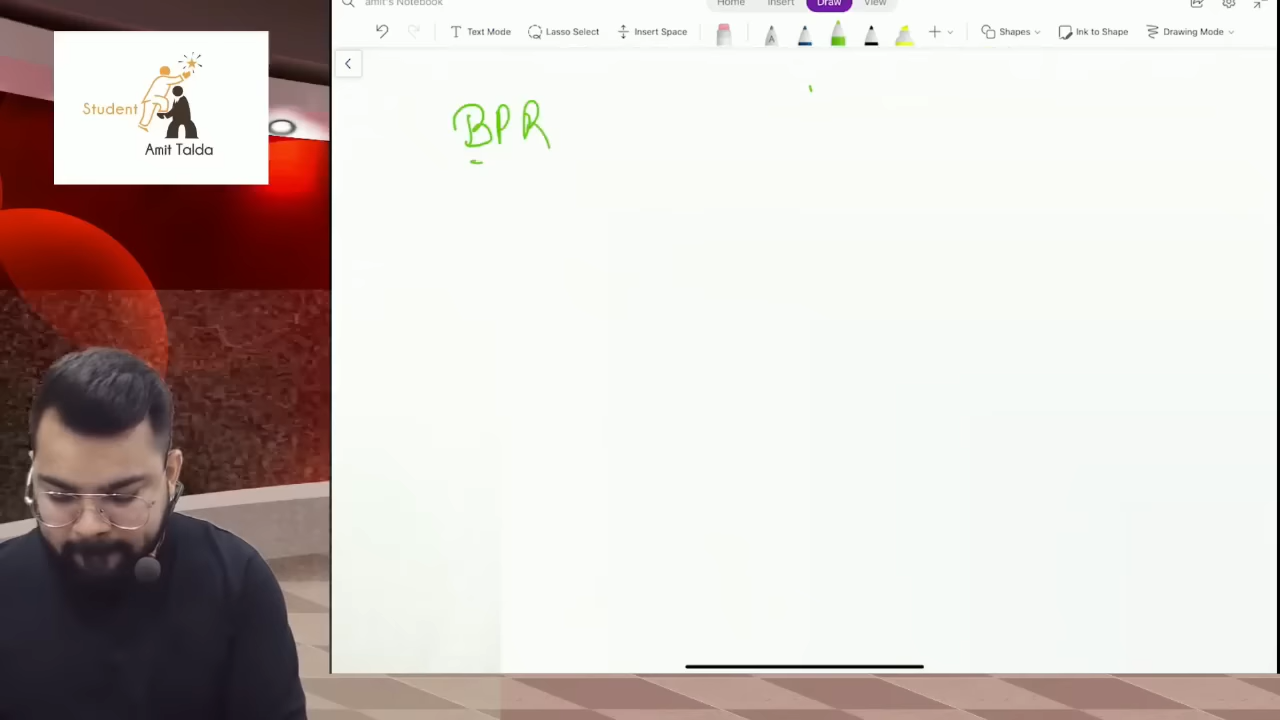 amit's Notebook
Home Insert Draw View
Text Mode Lasso Select Insert Space Shapes Ink to Shape Drawing Mode
Student
Amit Talda
BPR